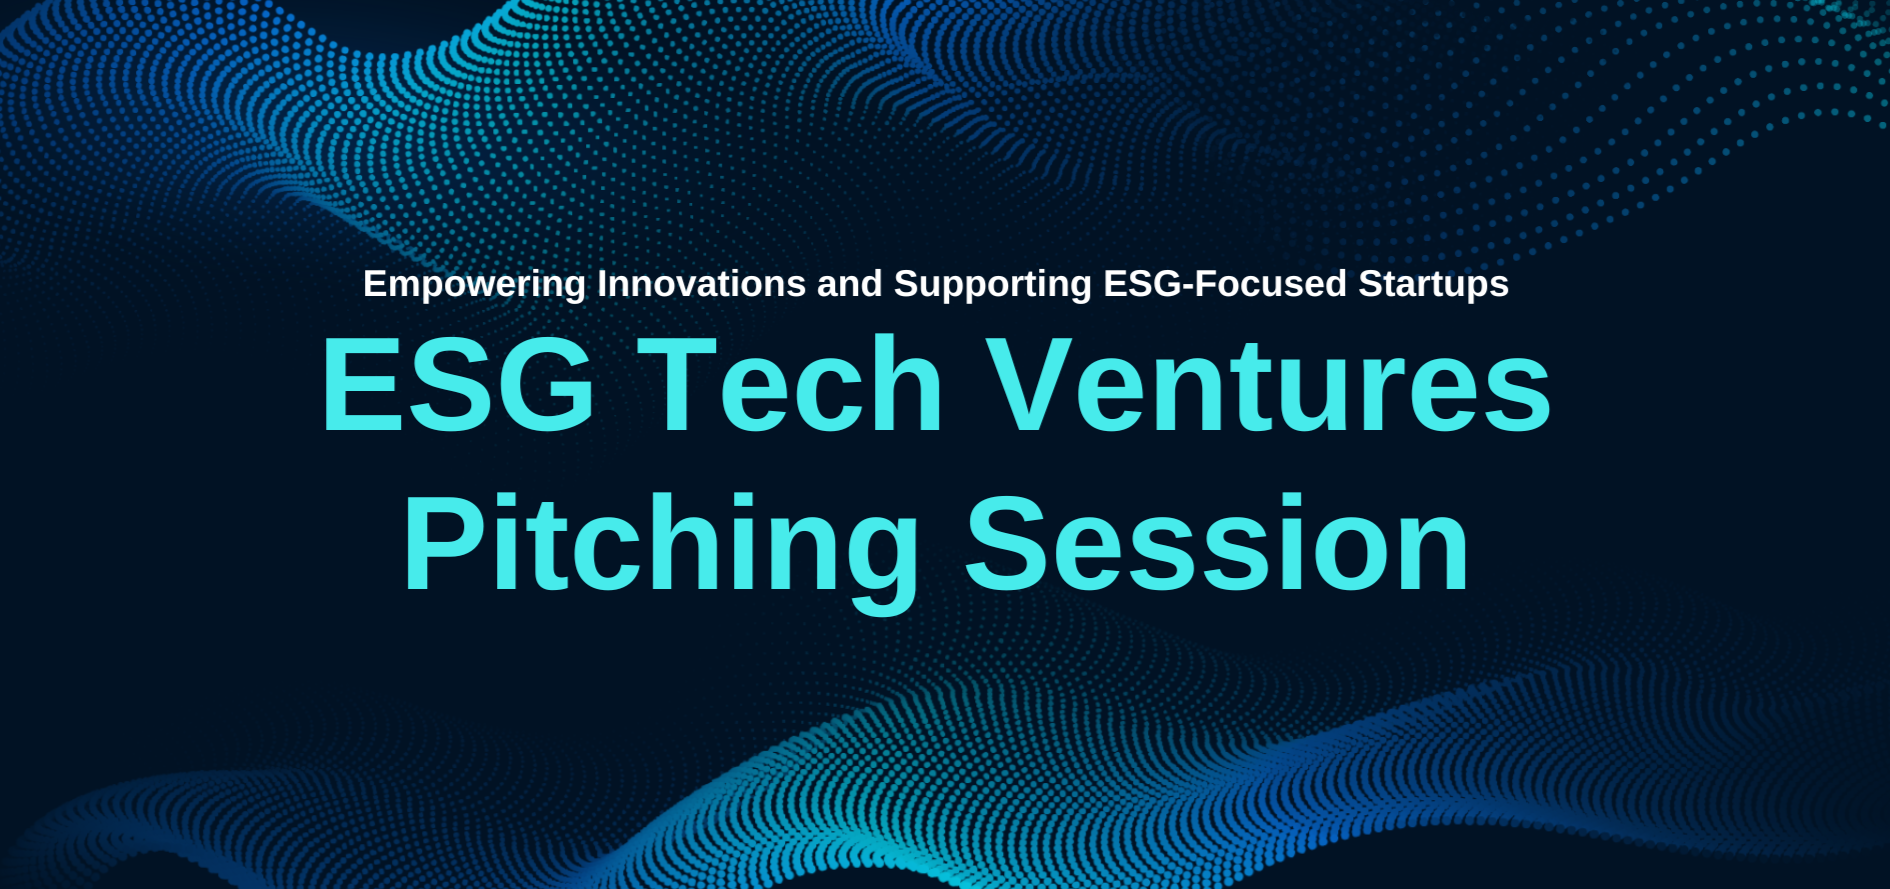 Empowering Innovations and Supporting ESG-Focused Startups
ESG Tech Ventures
Pitching Session